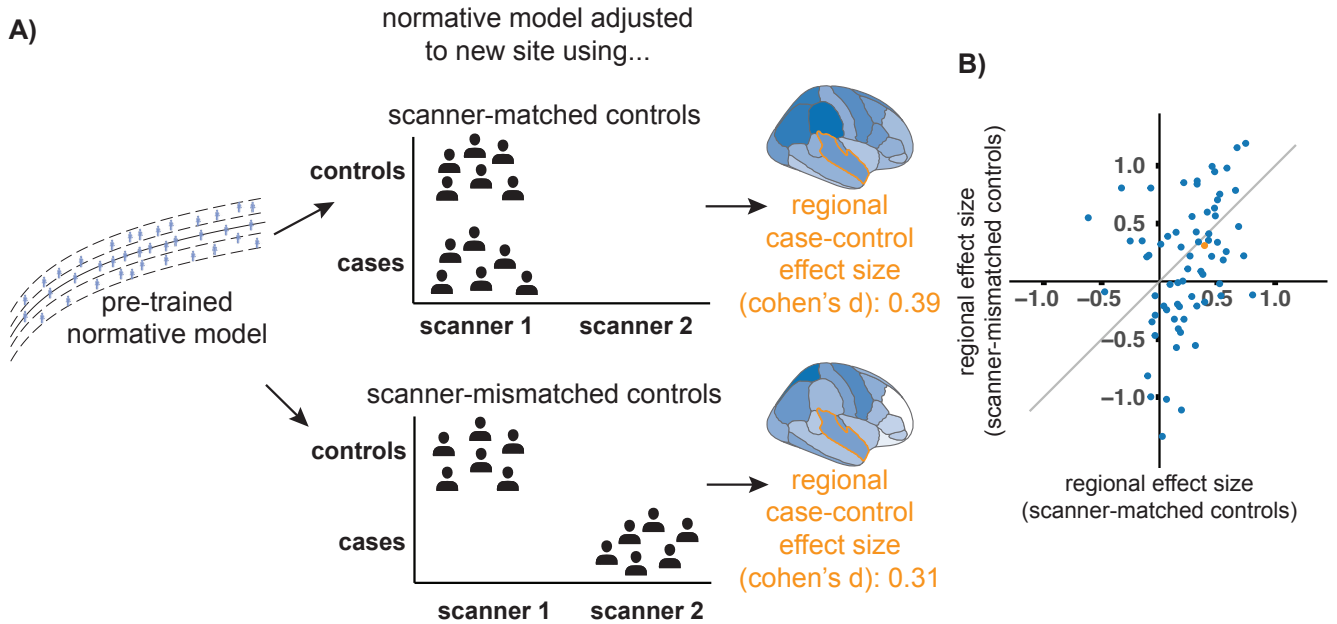 A)
normative model adjusted
to new site using...
pre-trained
normative model
scanner-matched controls
controls
cases
scanner 1
scanner 2
regional
case-control
effect size
(cohen's d): 0.39
scanner-mismatched controls
controls
cases
scanner 1
scanner 2
regional
case-control
effect size
(cohen's d): 0.31
B)
regional effect size
(scanner-mismatched controls)
1.0
0.5
−1.0
−0.5
0.5
1.0
−0.5
−1.0
regional effect size
(scanner-matched controls)